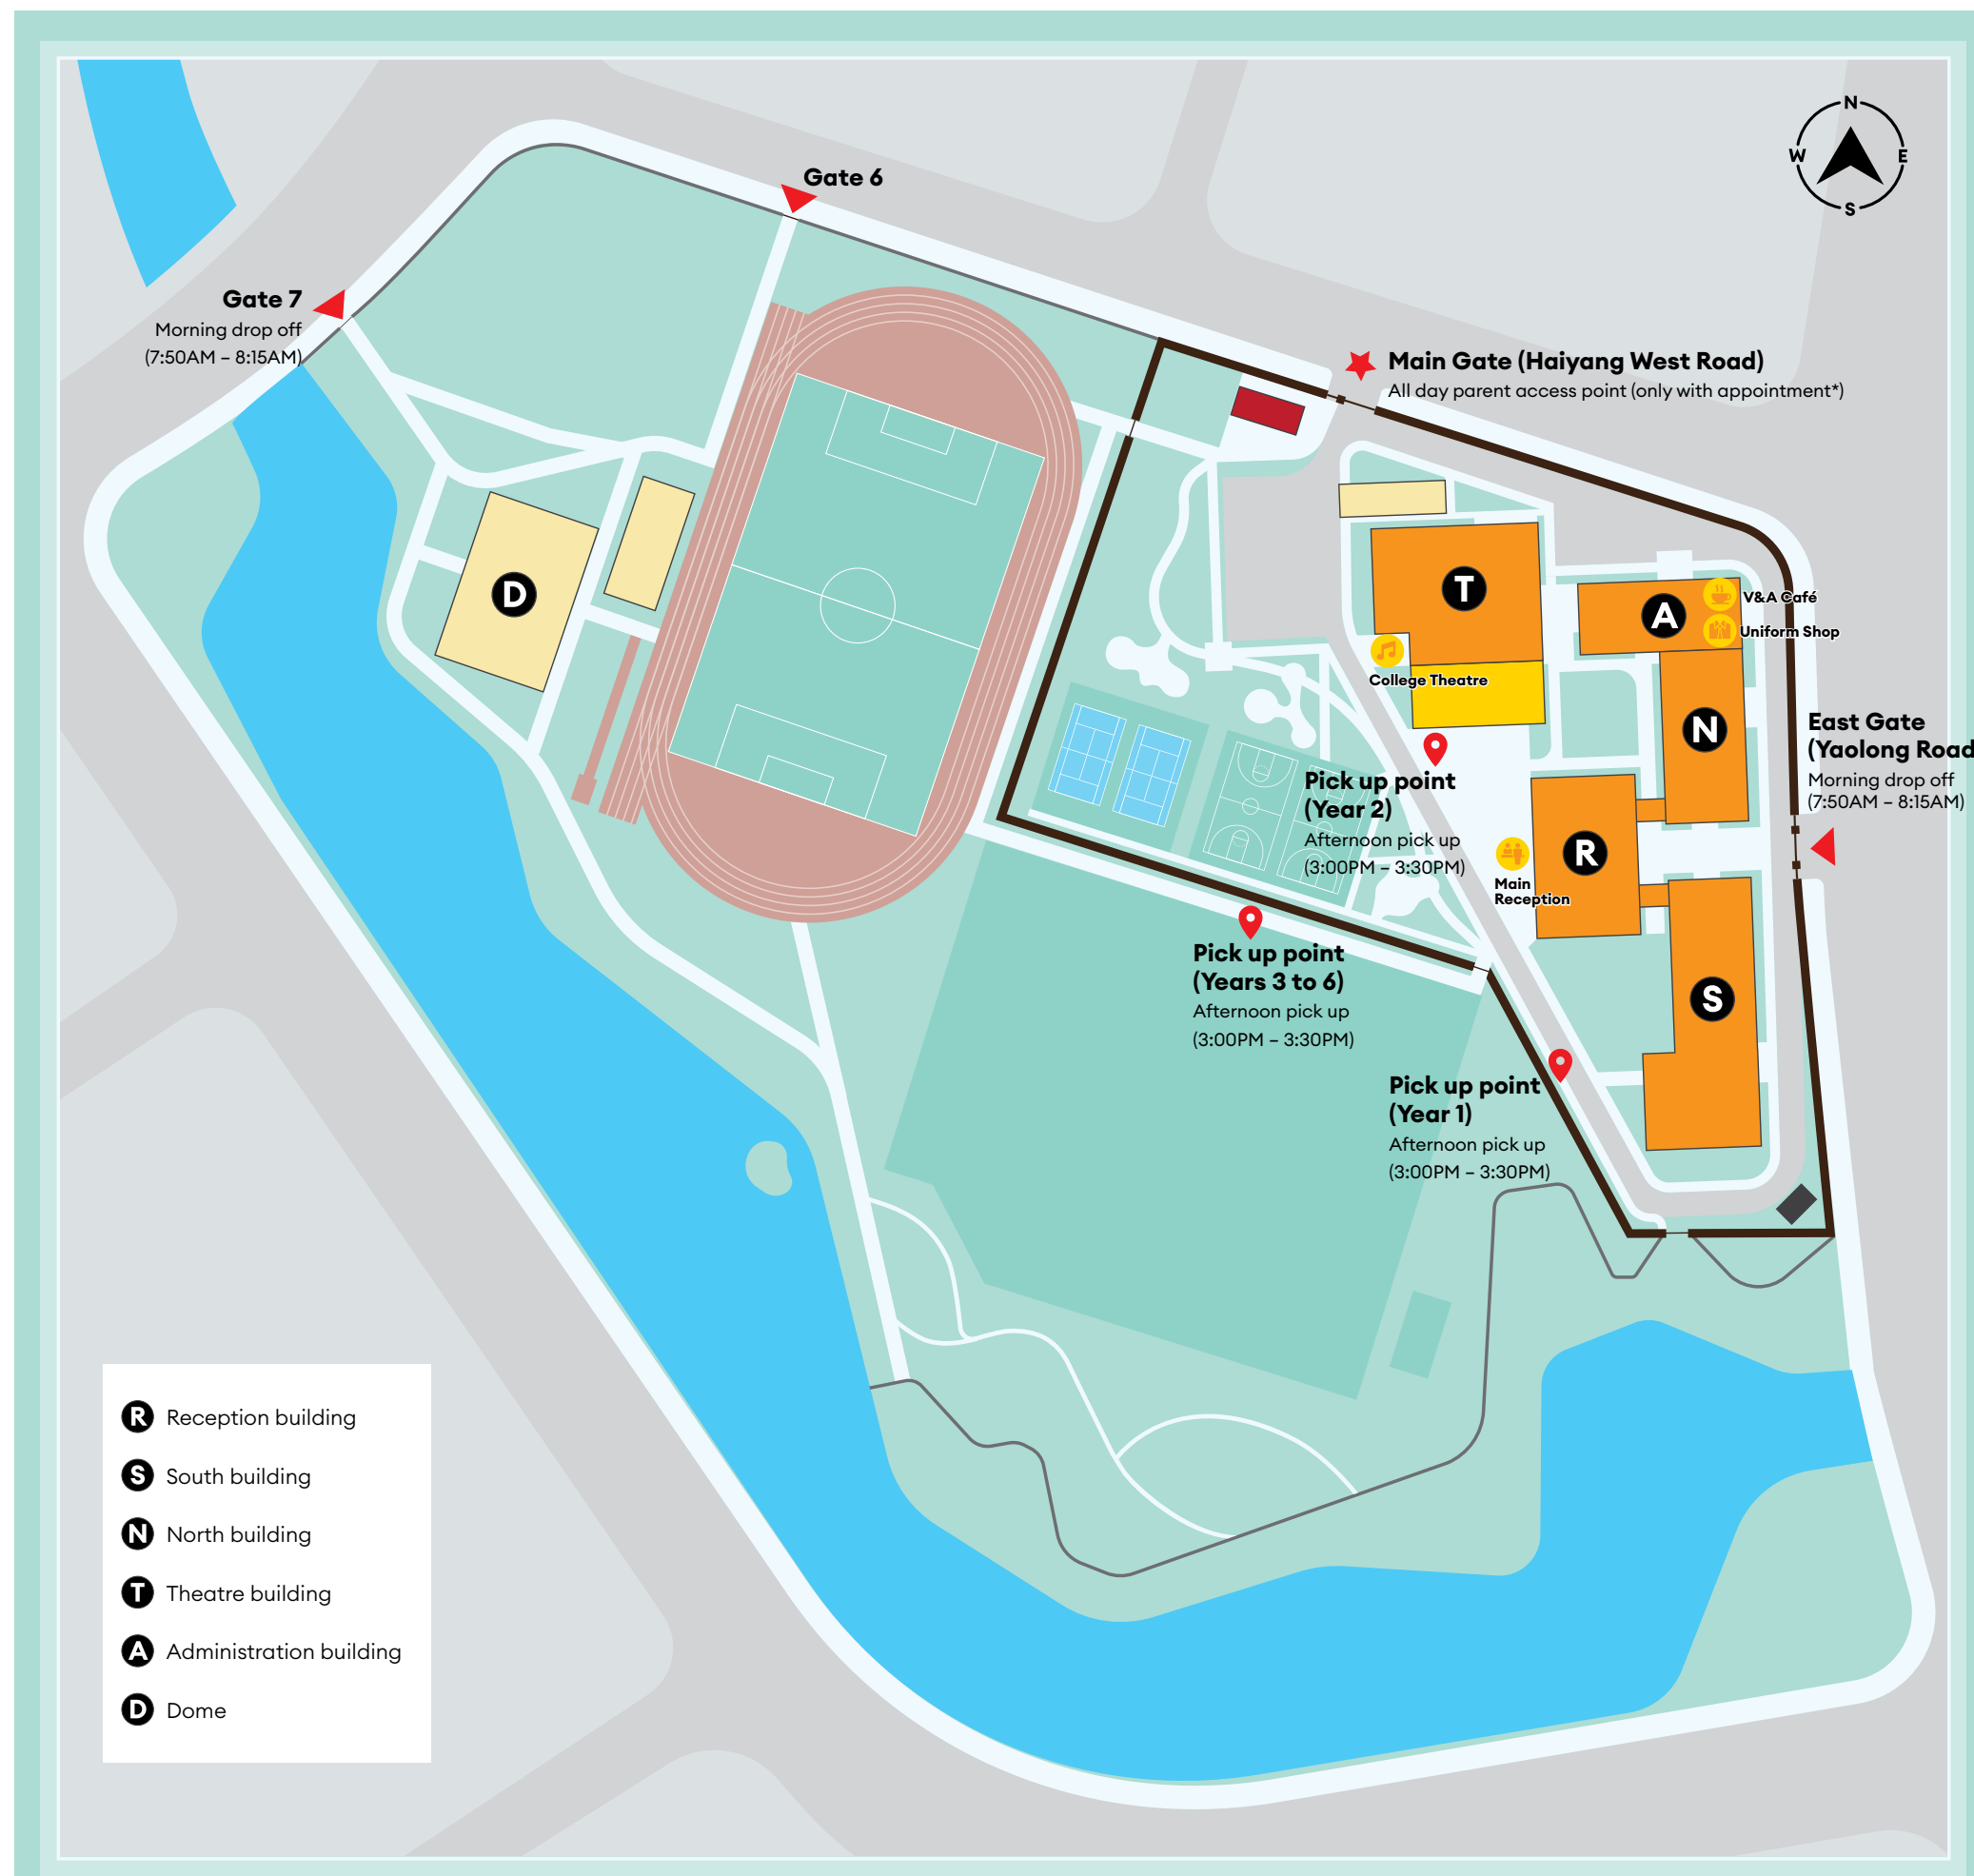 N
W
E
S
Gate 6
Gate 7
Morning drop off
(7:50AM – 8:15AM)
Main Gate (Haiyang West Road)
All day parent access point (only with appointment*)
D
T
A
V&A Café
Uniform Shop
College Theatre
N
East Gate
(Yaolong Road
Morning drop off
(7:50AM – 8:15AM)
Pick up point
(Year 2)
Afternoon pick up
(3:00PM – 3:30PM)
R
Main
Reception
Pick up point
(Years 3 to 6)
Afternoon pick up
(3:00PM – 3:30PM)
S
Pick up point
(Year 1)
Afternoon pick up
(3:00PM – 3:30PM)
R Reception building
S South building
N North building
T Theatre building
A Administration building
D Dome